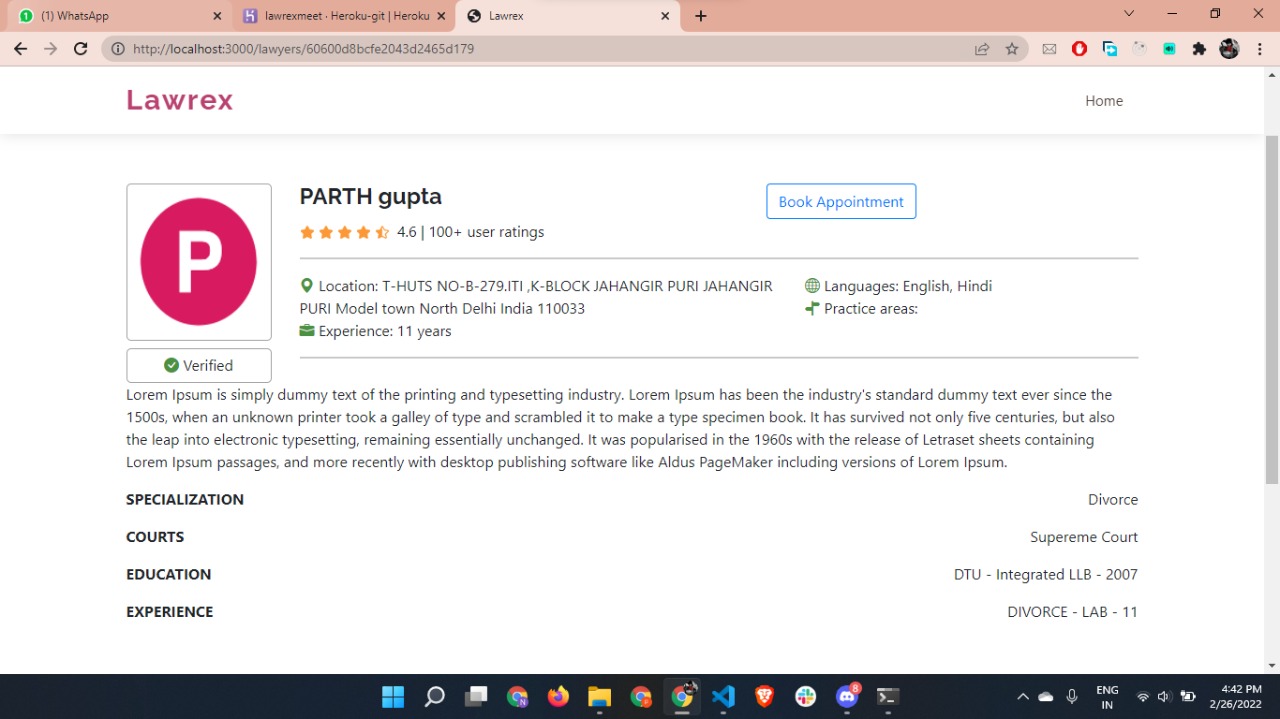 (1) WhatsApp
lawrexmeet · Heroku-git | Heroku
Lawrex
http://localhost:3000/lawyers/60600d8bcfe2043d2465d179
Lawrex
Home
P
PARTH gupta
Book Appointment
4.6 | 100+ user ratings
Location: T-HUTS NO-B-279.ITI ,K-BLOCK JAHANGIR PURI JAHANGIR
PURI Model town North Delhi India 110033
Experience: 11 years
Languages: English, Hindi
Practice areas:
Verified
Lorem Ipsum is simply dummy text of the printing and typesetting industry. Lorem Ipsum has been the industry's standard dummy text ever since the
1500s, when an unknown printer took a galley of type and scrambled it to make a type specimen book. It has survived not only five centuries, but also
the leap into electronic typesetting, remaining essentially unchanged. It was popularised in the 1960s with the release of Letraset sheets containing
Lorem Ipsum passages, and more recently with desktop publishing software like Aldus PageMaker including versions of Lorem Ipsum.
SPECIALIZATION Divorce
COURTS Supereme Court
EDUCATION DTU - Integrated LLB - 2007
EXPERIENCE DIVORCE - LAB - 11
8
ENG
IN
4:42 PM
2/26/2022